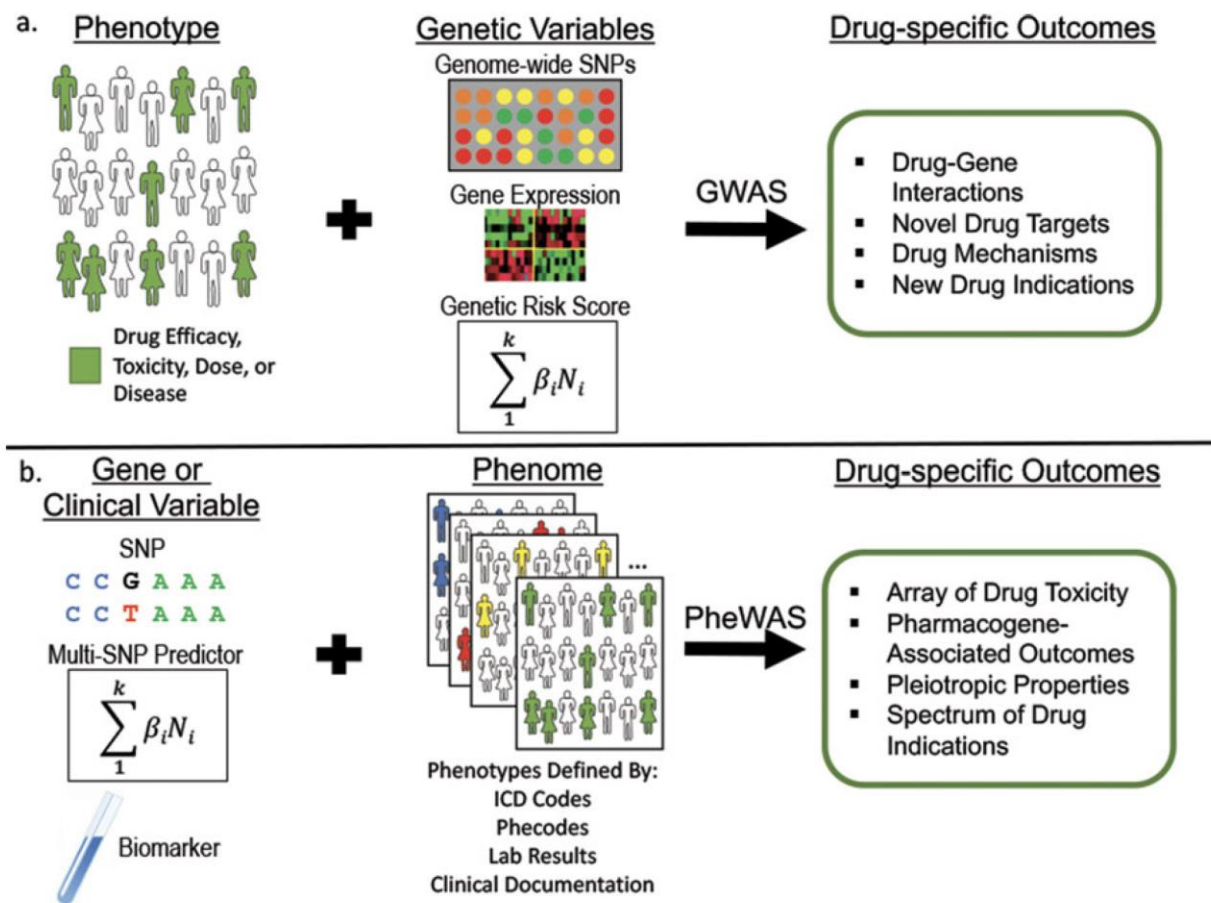 a.
Phenotype
Drug Efficacy,
Toxicity, Dose, or
Disease
Genetic Variables
Genome-wide SNPs
Gene Expression
Genetic Risk Score
k
∑ βᵢNᵢ
1
GWAS
Drug-specific Outcomes
▪ Drug-Gene
Interactions
▪ Novel Drug Targets
▪ Drug Mechanisms
▪ New Drug Indications
b.
Gene or
Clinical Variable
SNP
C C G A A A
C C T A A A
Multi-SNP Predictor
k
∑ βᵢNᵢ
1
Biomarker
Phenome
...
Phenotypes Defined By:
ICD Codes
Phecodes
Lab Results
Clinical Documentation
PheWAS
Drug-specific Outcomes
▪ Array of Drug Toxicity
▪ Pharmacogene-
Associated Outcomes
▪ Pleiotropic Properties
▪ Spectrum of Drug
Indications